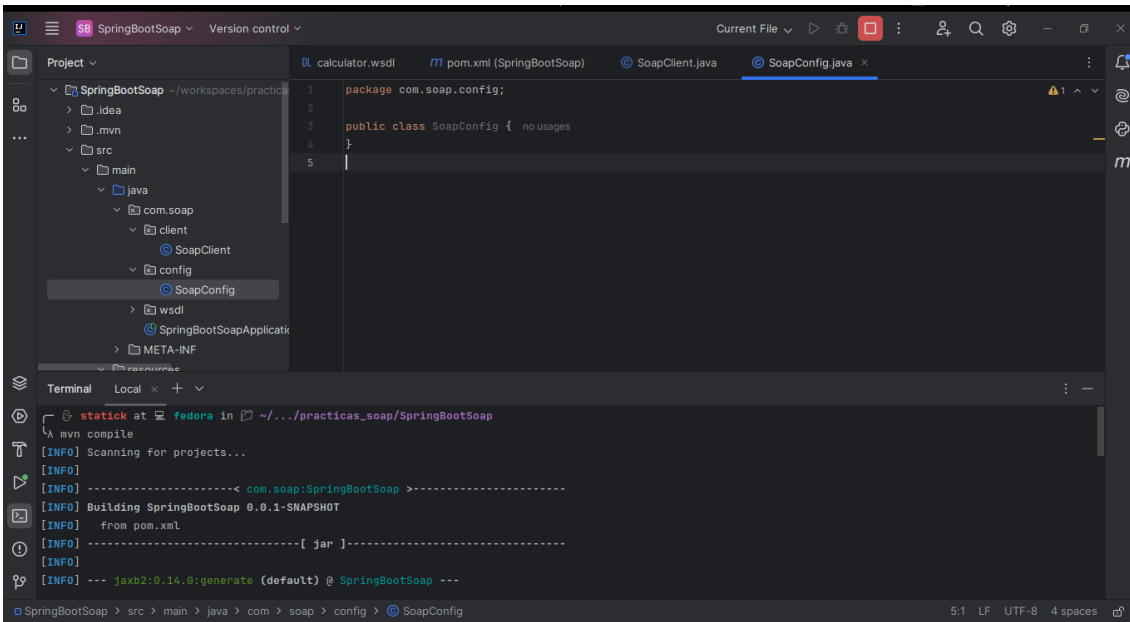 SB SpringBootSoap Version control Current File
Project
calculator.wsdl pom.xml (SpringBootSoap) SoapClient.java SoapConfig.java
SpringBootSoap ~/workspaces/practica
.idea
.mvn
src
main
java
com.soap
client
SoapClient
config
SoapConfig
wsdl
SpringBootSoapApplicatio
META-INF
resources
1 package com.soap.config;
2
3 public class SoapConfig { no usages
4 }
5
1
Terminal Local
statick at fedora in ~/.../practicas_soap/SpringBootSoap
λ mvn compile
[INFO] Scanning for projects...
[INFO]
[INFO] ----------------------< com.soap:SpringBootSoap >-----------------------
[INFO] Building SpringBootSoap 0.0.1-SNAPSHOT
[INFO]   from pom.xml
[INFO] --------------------------------[ jar ]---------------------------------
[INFO]
[INFO] --- jaxb2:0.14.0:generate (default) @ SpringBootSoap ---
SpringBootSoap > src > main > java > com > soap > config > SoapConfig 5:1 LF UTF-8 4 spaces